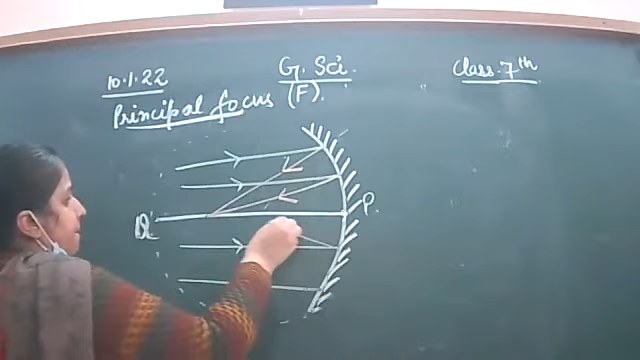 10.1.22
G. Sci.
Class. 7th
Principal focus (F).
P.